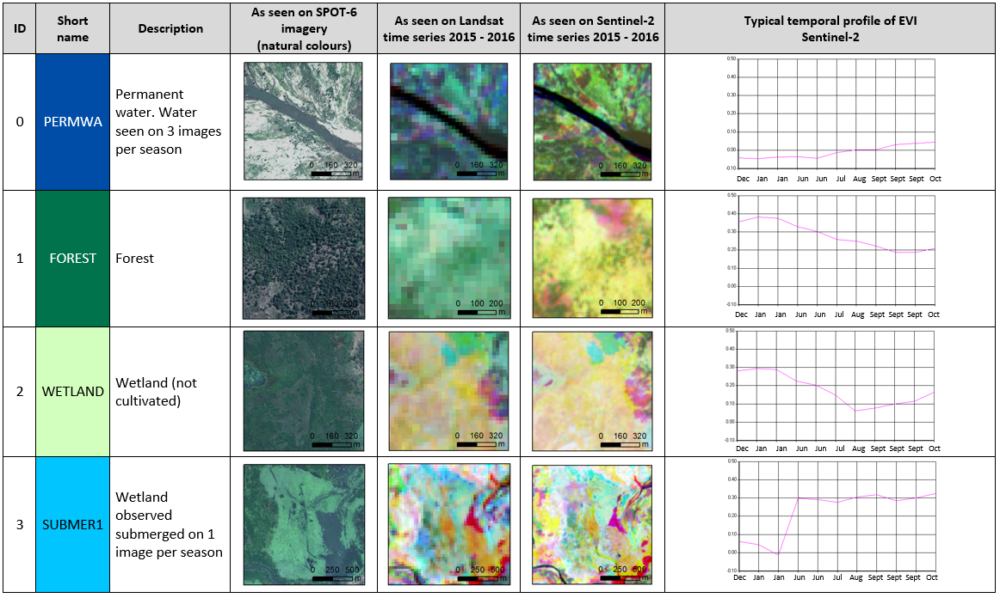 ID
Short
name
Description
As seen on SPOT-6
imagery
(natural colours)
As seen on Landsat
time series 2015 - 2016
As seen on Sentinel-2
time series 2015 - 2016
Typical temporal profile of EVI
Sentinel-2
0
PERMWA
Permanent
water. Water
seen on 3 images
per season
0 160 320
m
0 160 320
m
0 160 320
m
0.50
0.40
0.30
0.20
0.10
0.00
-0.10
Dec Jan Jan Jun Jun Jul Aug Sept Sept Sept Oct
1
FOREST
Forest
0 100 200
m
0 100 200
m
0 100 200
m
0.50
0.40
0.30
0.20
0.10
0.00
-0.10
Dec Jan Jan Jun Jun Jul Aug Sept Sept Sept Oct
2
WETLAND
Wetland (not
cultivated)
0 160 320
m
0 160 320
m
0 160 320
m
0.50
0.40
0.30
0.20
0.10
0.00
-0.10
Dec Jan Jan Jun Jun Jul Aug Sept Sept Sept Oct
3
SUBMER1
Wetland
observed
submerged on 1
image per season
0 250 500
m
0 250 500
m
0 250 500
m
0.50
0.40
0.30
0.20
0.10
0.00
-0.10
Dec Jan Jan Jun Jun Jul Aug Sept Sept Sept Oct